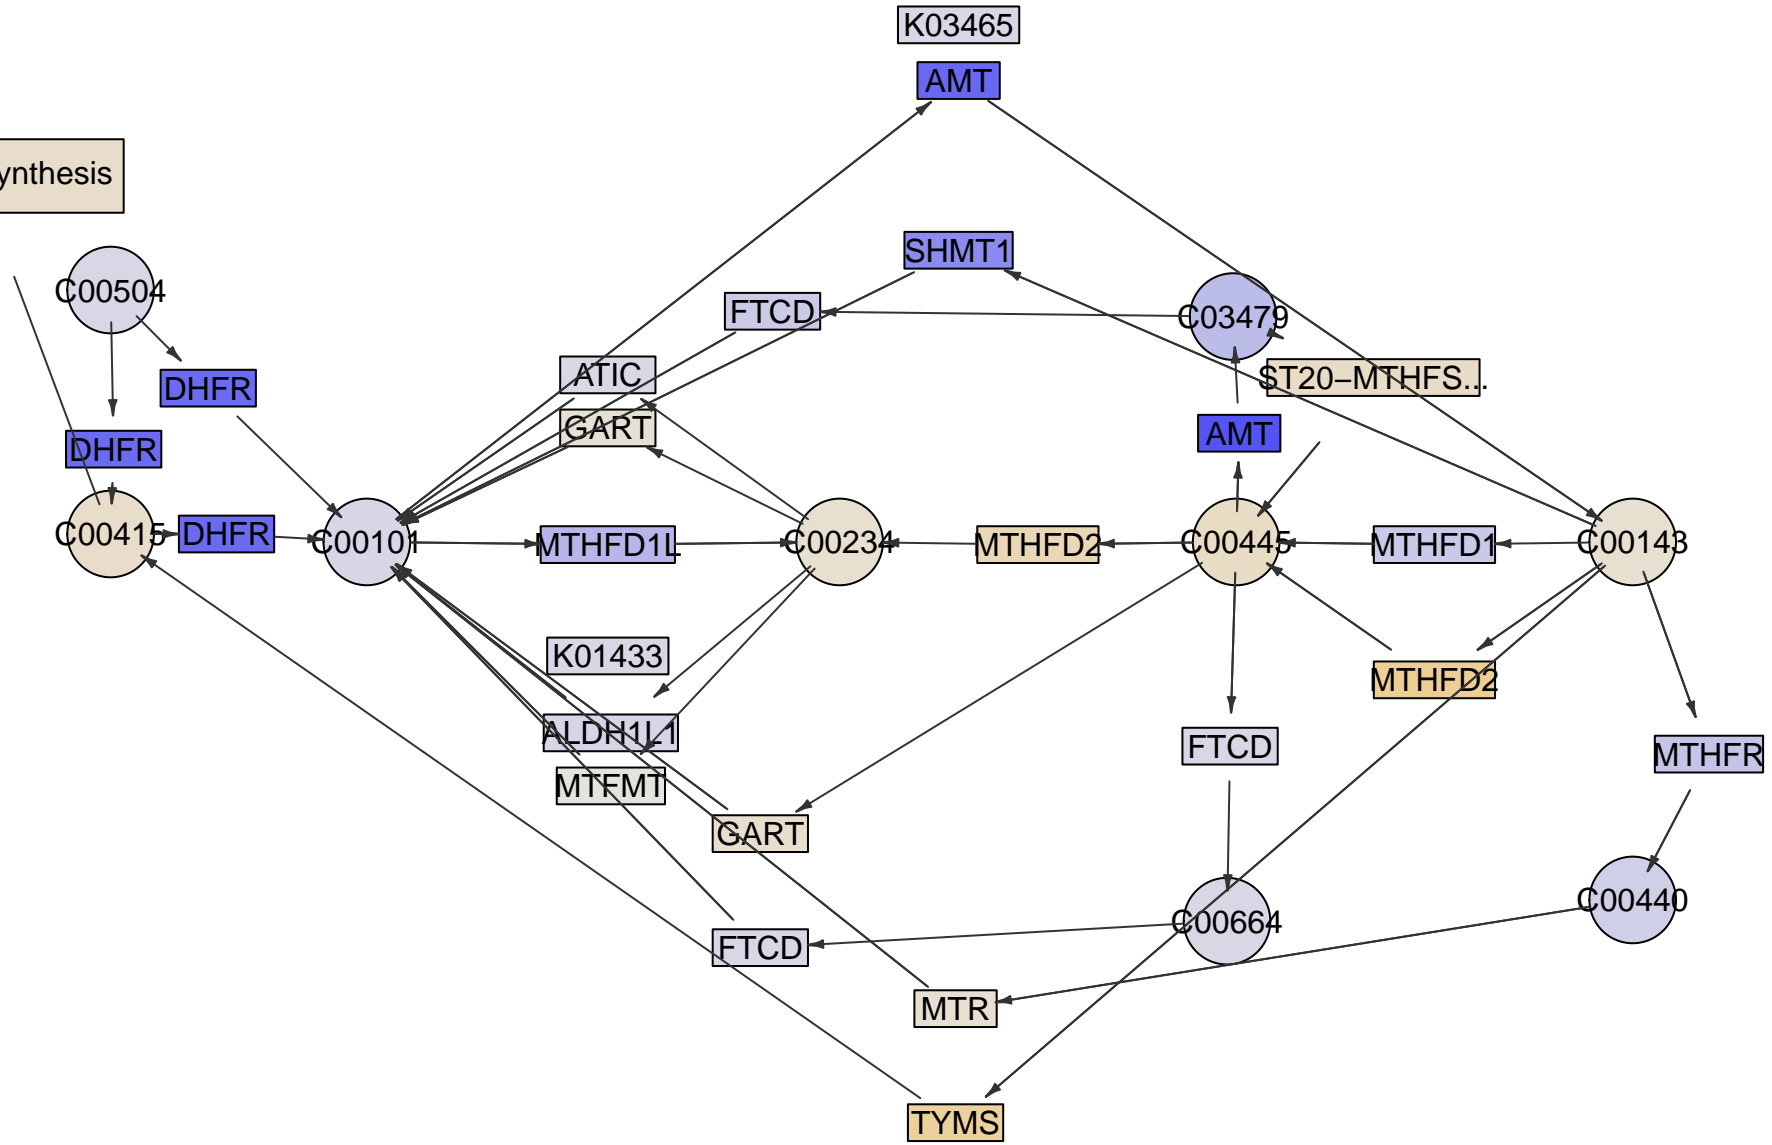 K03465
AMT
ynthesis
SHMT1
C00504
FTCD
C03479
DHFR
ATIC
ST20−MTHFS...
GART
DHFR
AMT
C00415
DHFR
C00101
MTHFD1L
C00234
MTHFD2
C00445
MTHFD1
C00143
K01433
MTHFD2
ALDH1L1
FTCD
MTHFR
MTFMT
GART
C00440
C00664
FTCD
MTR
TYMS